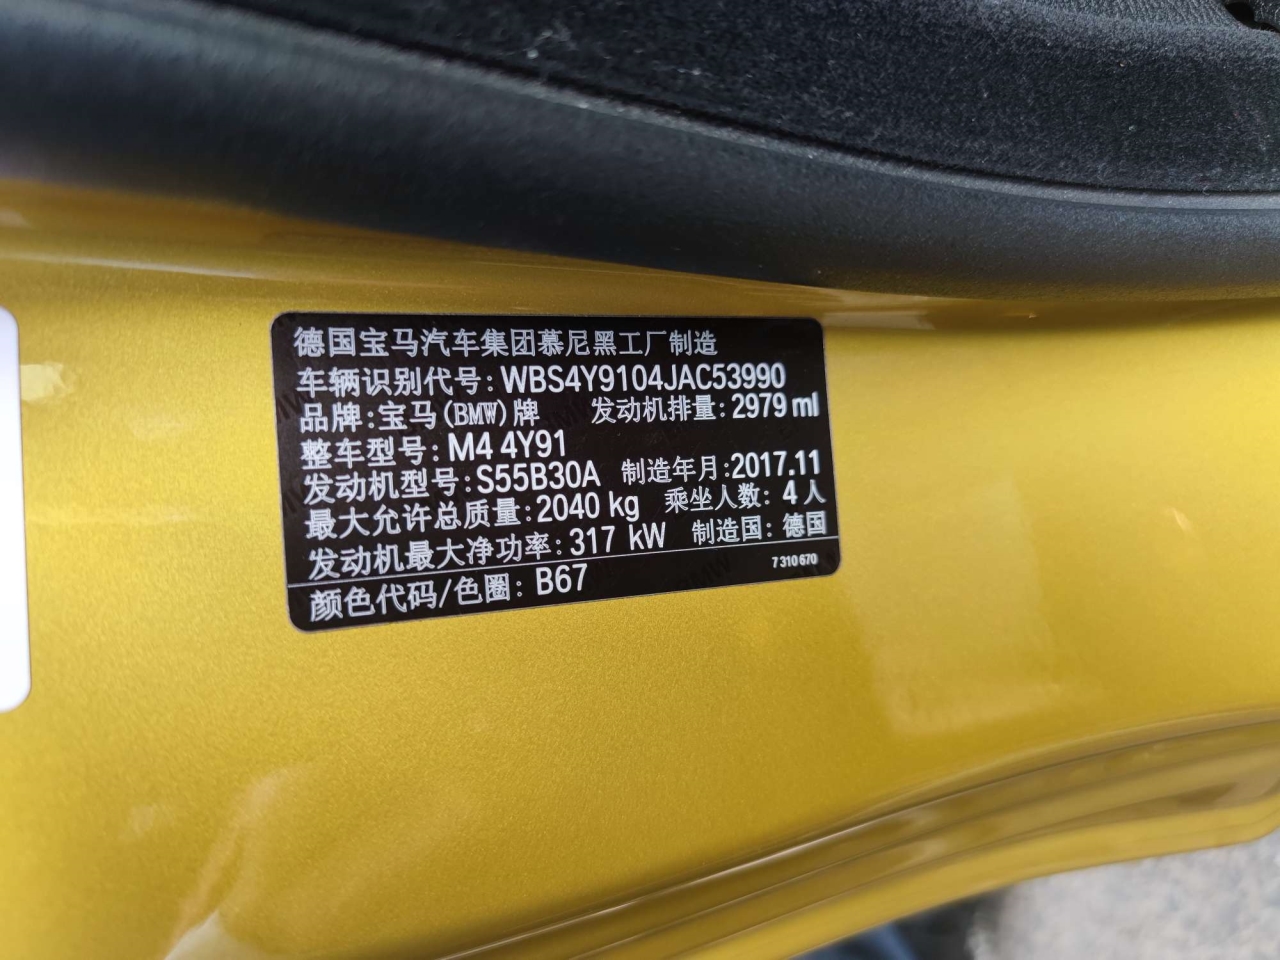 德国宝马汽车集团慕尼黑工厂制造
车辆识别代号: WBS4Y9104JAC53990
品牌: 宝马(BMW)牌 发动机排量: 2979 ml
整车型号: M4 4Y91
发动机型号: S55B30A 制造年月: 2017.11
最大允许总质量: 2040 kg 乘坐人数: 4人
发动机最大净功率: 317 kW 制造国: 德国
颜色代码/色圈: B67 7 310 670